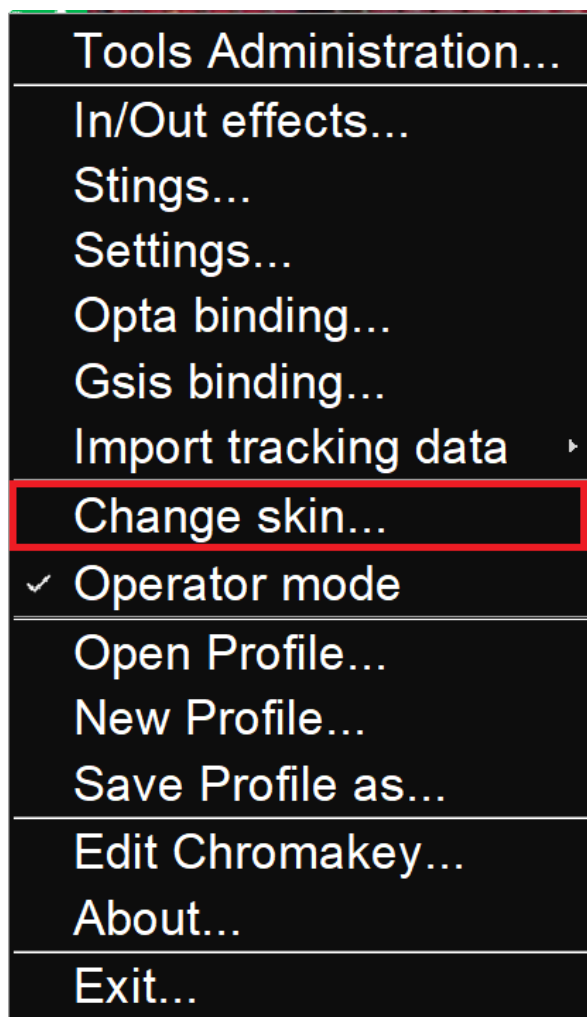 Tools Administration...
In/Out effects...
Stings...
Settings...
Opta binding...
Gsis binding...
Import tracking data
Change skin...
Operator mode
Open Profile...
New Profile...
Save Profile as...
Edit Chromakey...
About...
Exit...